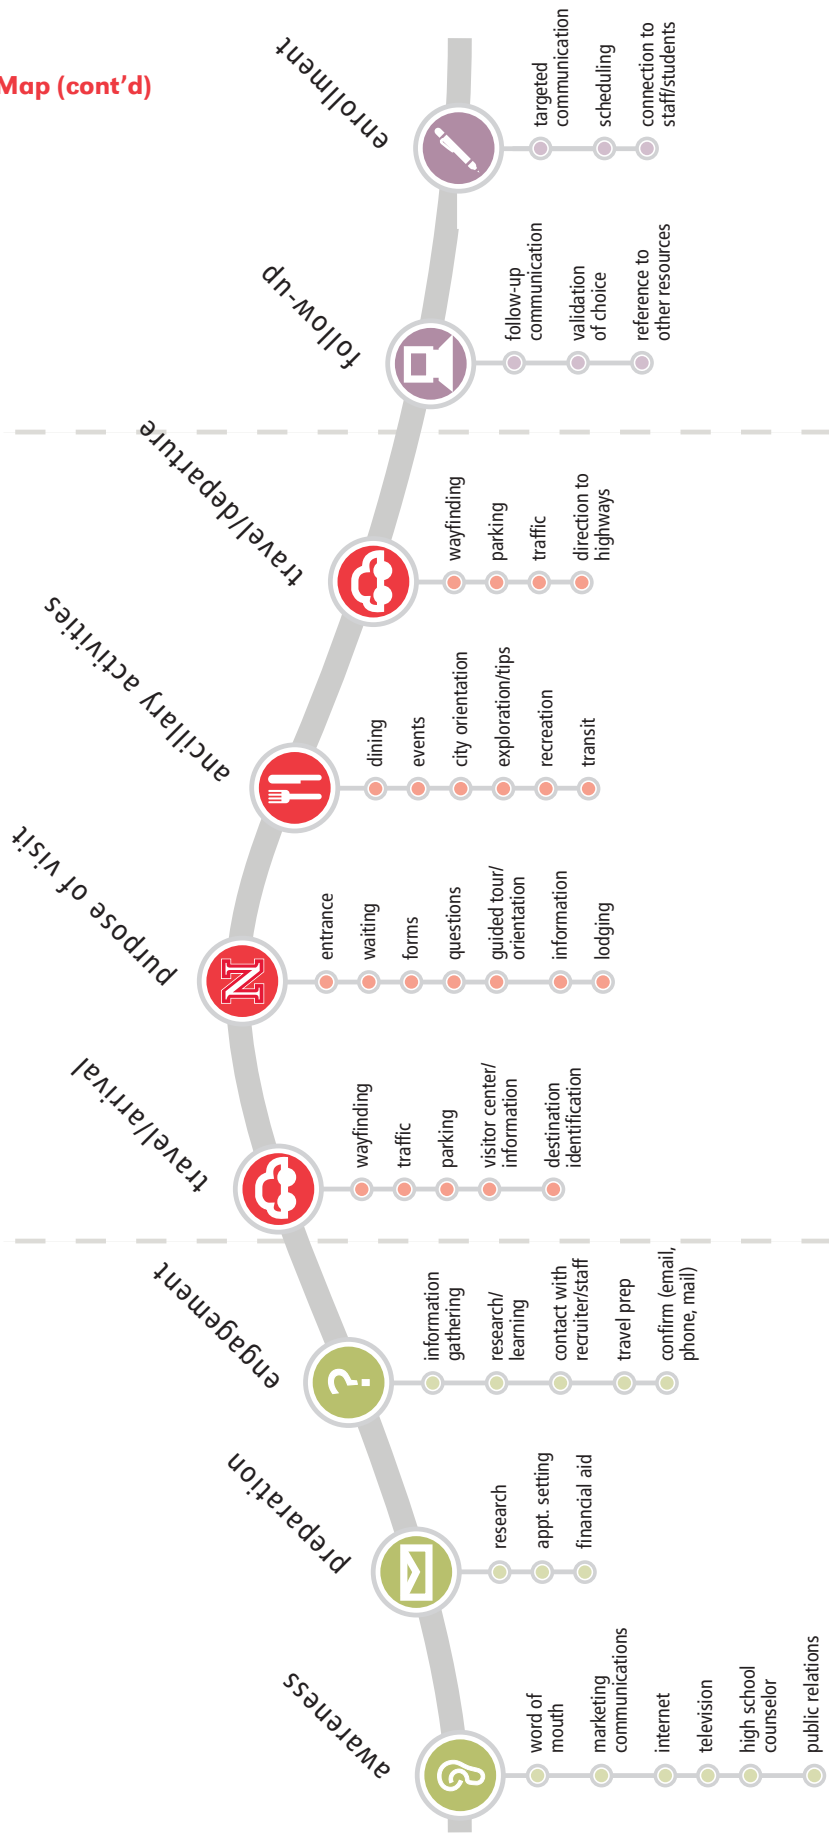 Map (cont’d)
awareness
word of
mouth
marketing
communications
internet
television
high school
counselor
public relations
preparation
research
appt. setting
financial aid
engagement
?
information
gathering
research/
learning
contact with
recruiter/staff
travel prep
confirm (email,
phone, mail)
travel/arrival
wayfinding
traffic
parking
visitor center/
information
destination
identification
purpose of visit
N
entrance
waiting
forms
questions
guided tour/
orientation
information
lodging
ancillary activities
dining
events
city orientation
exploration/tips
recreation
transit
travel/departure
wayfinding
parking
traffic
direction to
highways
follow-up
follow-up
communication
validation
of choice
reference to
other resources
enrollment
targeted
communication
scheduling
connection to
staff/students